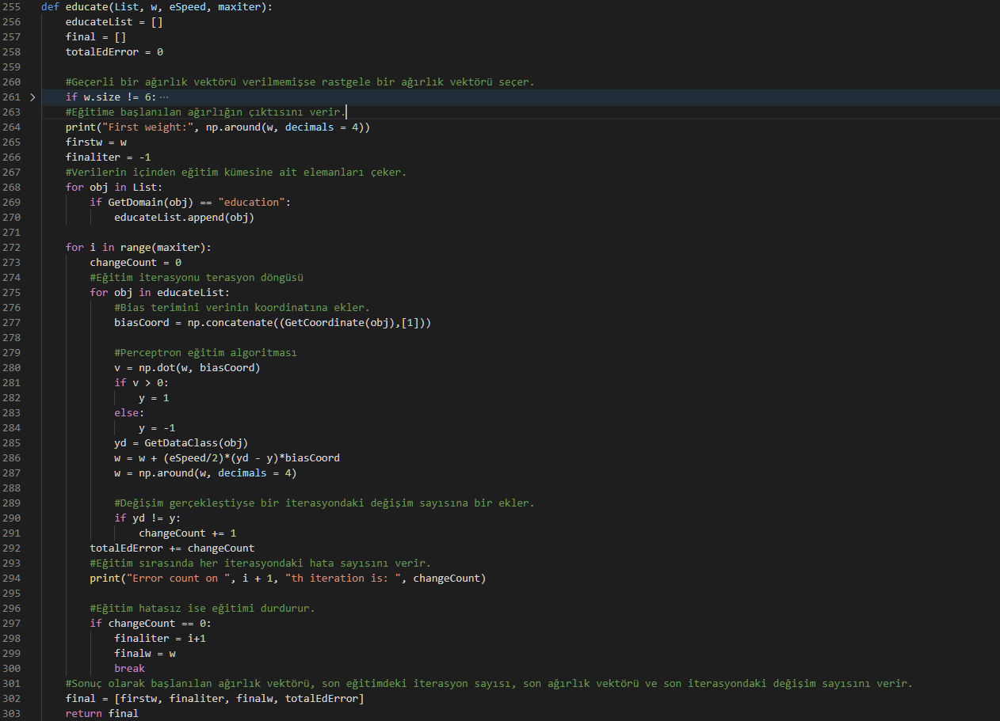 255 def educate(List, w, eSpeed, maxiter):
256     educateList = []
257     final = []
258     totalEdError = 0
259
260     #Geçerli bir ağırlık vektörü verilmemişse rastgele bir ağırlık vektörü seçer.
261 >   if w.size != 6: ···
263     #Eğitime başlanılan ağırlığın çıktısını verir.
264     print("First weight:", np.around(w, decimals = 4))
265     firstw = w
266     finaliter = -1
267     #Verilerin içinden eğitim kümesine ait elemanları çeker.
268     for obj in List:
269         if GetDomain(obj) == "education":
270             educateList.append(obj)
271
272     for i in range(maxiter):
273         changeCount = 0
274         #Eğitim iterasyonu terasyon döngüsü
275         for obj in educateList:
276             #Bias terimini verinin koordinatına ekler.
277             biasCoord = np.concatenate((GetCoordinate(obj),[1]))
278
279             #Perceptron eğitim algoritması
280             v = np.dot(w, biasCoord)
281             if v > 0:
282                 y = 1
283             else:
284                 y = -1
285             yd = GetDataClass(obj)
286             w = w + (eSpeed/2)*(yd - y)*biasCoord
287             w = np.around(w, decimals = 4)
288
289             #Değişim gerçekleştiyse bir iterasyondaki değişim sayısına bir ekler.
290             if yd != y:
291                 changeCount += 1
292         totalEdError += changeCount
293         #Eğitim sırasında her iterasyondaki hata sayısını verir.
294         print("Error count on ", i + 1, "th iteration is: ", changeCount)
295
296         #Eğitim hatasız ise eğitimi durdurur.
297         if changeCount == 0:
298             finaliter = i+1
299             finalw = w
300             break
301     #Sonuç olarak başlanılan ağırlık vektörü, son eğitimdeki iterasyon sayısı, son ağırlık vektörü ve son iterasyondaki değişim sayısını verir.
302     final = [firstw, finaliter, finalw, totalEdError]
303     return final